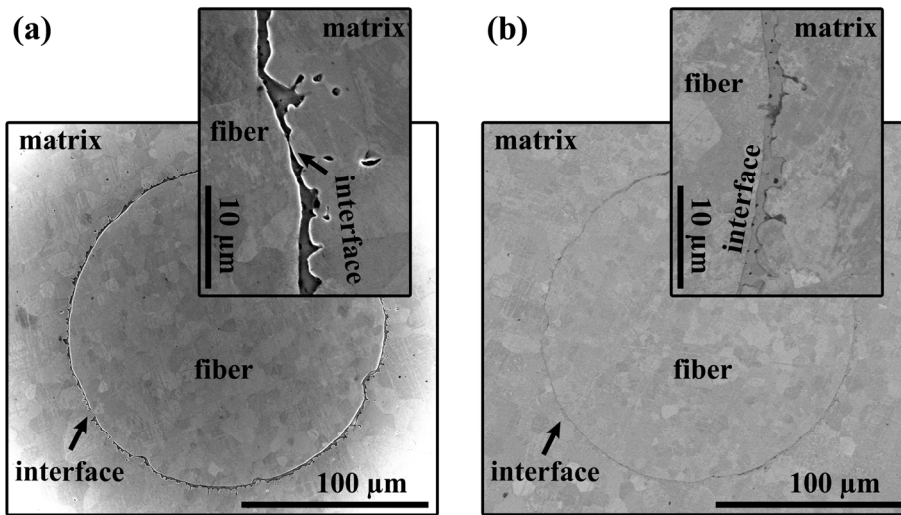 (a)
matrix
fiber
interface
10 µm
matrix
fiber
interface
100 µm
(b)
matrix
fiber
interface
10 µm
matrix
fiber
interface
100 µm